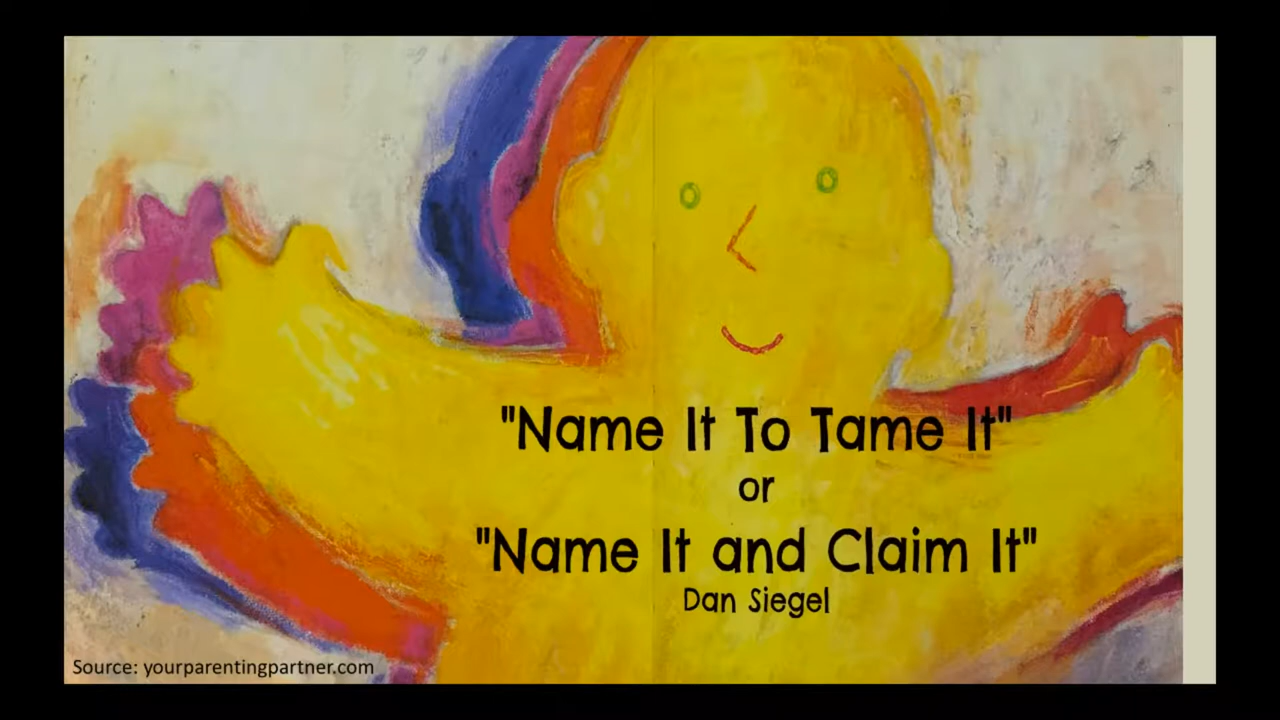 "Name It To Tame It"
or
"Name It and Claim It"
Dan Siegel
Source: yourparentingpartner.com